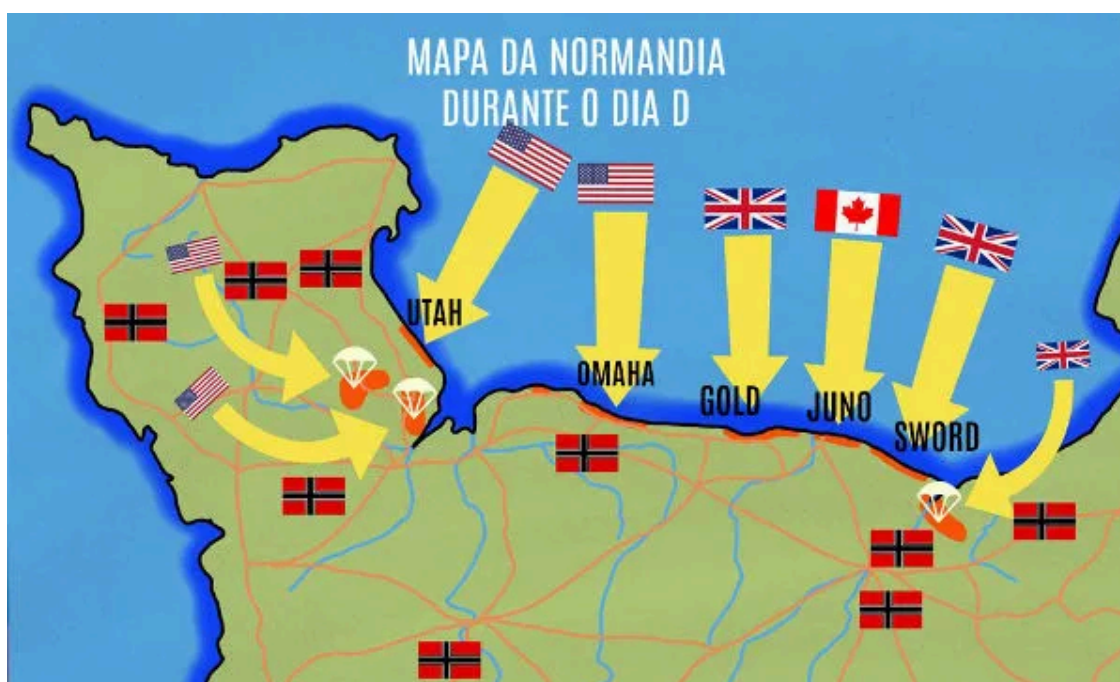 MAPA DA NORMANDIA
DURANTE O DIA D
UTAH
OMAHA
GOLD
JUNO
SWORD